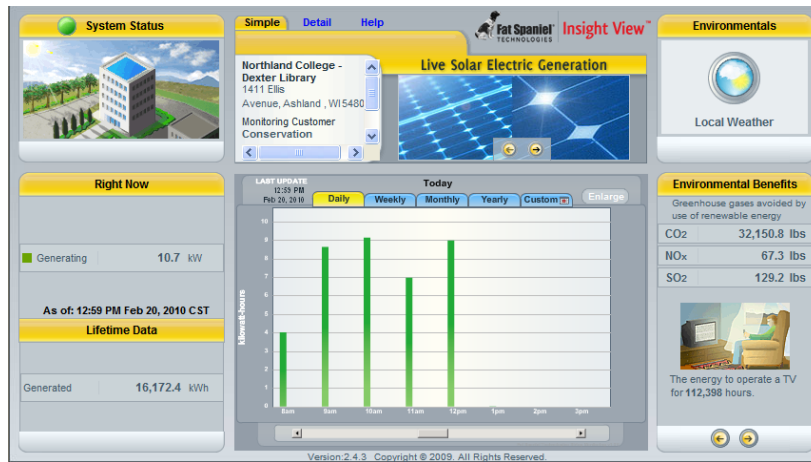 System Status
Simple Detail Help
Fat Spaniel
TECHNOLOGIES
Insight View™
Environmentals
Northland College -
Dexter Library
1411 Ellis
Avenue, Ashland , WI 5480
Monitoring Customer
Conservation
Live Solar Electric Generation
Local Weather
Right Now
Generating 10.7 kW
As of: 12:59 PM Feb 20, 2010 CST
Lifetime Data
Generated 16,172.4 kWh
LAST UPDATE
12:59 PM
Feb 20, 2010
Today
Daily Weekly Monthly Yearly Custom Enlarge
kilowatt-hours
10
9
8
7
6
5
4
3
2
1
0
8am 9am 10am 11am 12pm 1pm 2pm 3pm
Environmental Benefits
Greenhouse gases avoided by
use of renewable energy
CO2 32,150.8 lbs
NOx 67.3 lbs
SO2 129.2 lbs
The energy to operate a TV
for 112,398 hours.
Version:2.4.3 Copyright © 2009. All Rights Reserved.